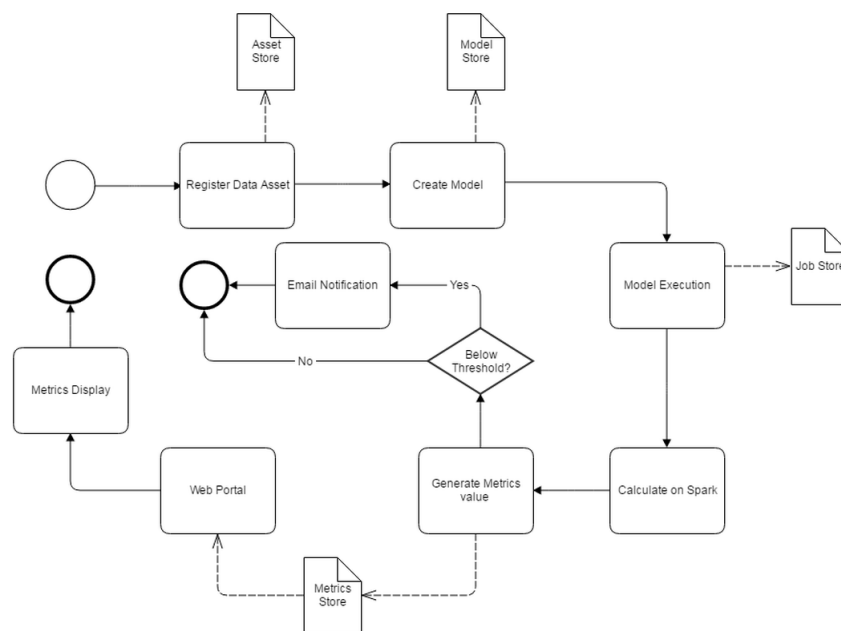 Asset
Store
Model
Store
Register Data Asset
Create Model
Model Execution
Job Store
Email Notification
Yes
No
Below
Threshold?
Metrics Display
Web Portal
Generate Metrics
value
Calculate on Spark
Metrics
Store